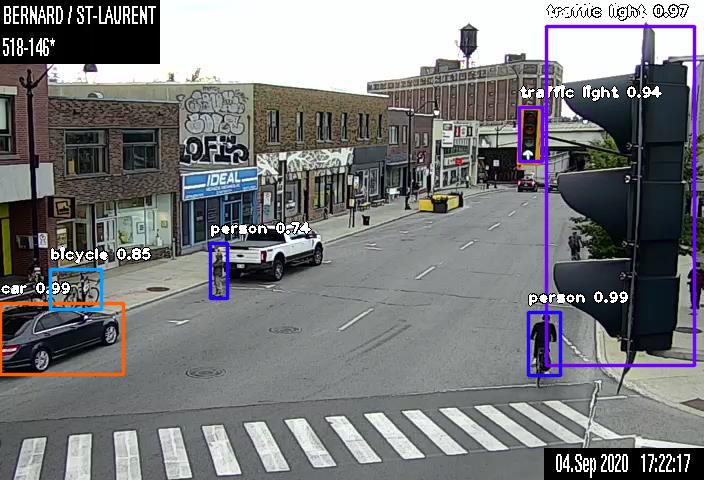 BERNARD / ST-LAURENT
518-146*
traffic light 0.97
traffic light 0.94
IDEAL
person 0.74
bicycle 0.85
car 0.99
person 0.99
04.Sep 2020 17:22:17